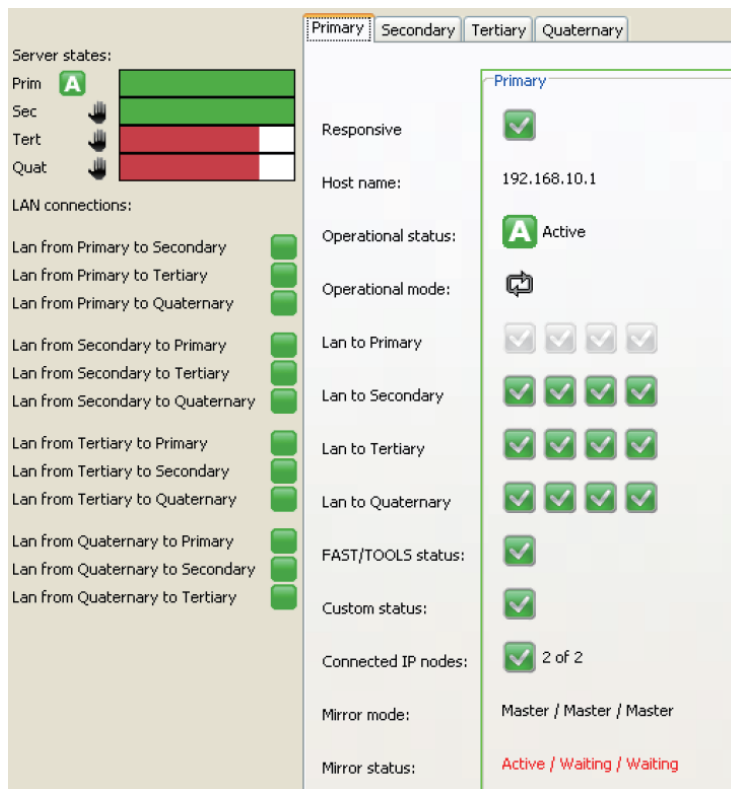 Primary Secondary Tertiary Quaternary
Server states:
Prim A
Sec
Tert
Quat
LAN connections:
Lan from Primary to Secondary
Lan from Primary to Tertiary
Lan from Primary to Quaternary
Lan from Secondary to Primary
Lan from Secondary to Tertiary
Lan from Secondary to Quaternary
Lan from Tertiary to Primary
Lan from Tertiary to Secondary
Lan from Tertiary to Quaternary
Lan from Quaternary to Primary
Lan from Quaternary to Secondary
Lan from Quaternary to Tertiary
Primary
Responsive
Host name: 192.168.10.1
Operational status: A Active
Operational mode:
Lan to Primary
Lan to Secondary
Lan to Tertiary
Lan to Quaternary
FAST/TOOLS status:
Custom status:
Connected IP nodes: 2 of 2
Mirror mode: Master / Master / Master
Mirror status: Active / Waiting / Waiting